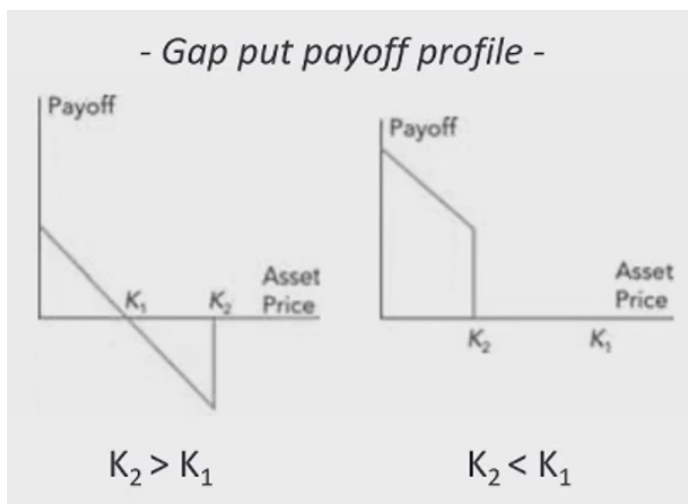 - Gap put payoff profile -
Payoff
Asset
Price
K₁
K₂
K₂ > K₁
Payoff
Asset
Price
K₂
K₁
K₂ < K₁